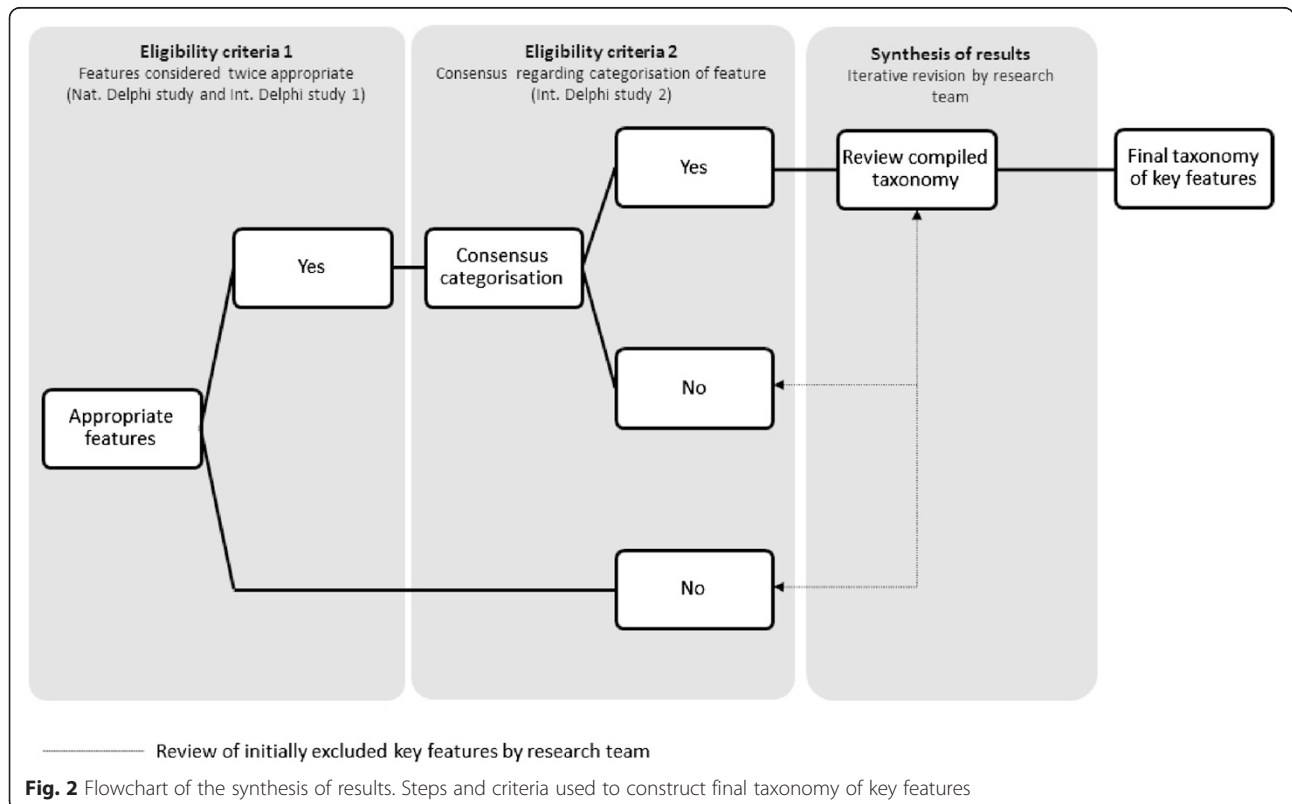 Eligibility criteria 1
Features considered twice appropriate
(Nat. Delphi study and Int. Delphi study 1)
Eligibility criteria 2
Consensus regarding categorisation of feature
(Int. Delphi study 2)
Synthesis of results
Iterative revision by research
team
Yes
Review compiled
taxonomy
Final taxonomy
of key features
Yes
Consensus
categorisation
No
Appropriate
features
No
Review of initially excluded key features by research team
Fig. 2 Flowchart of the synthesis of results. Steps and criteria used to construct final taxonomy of key features